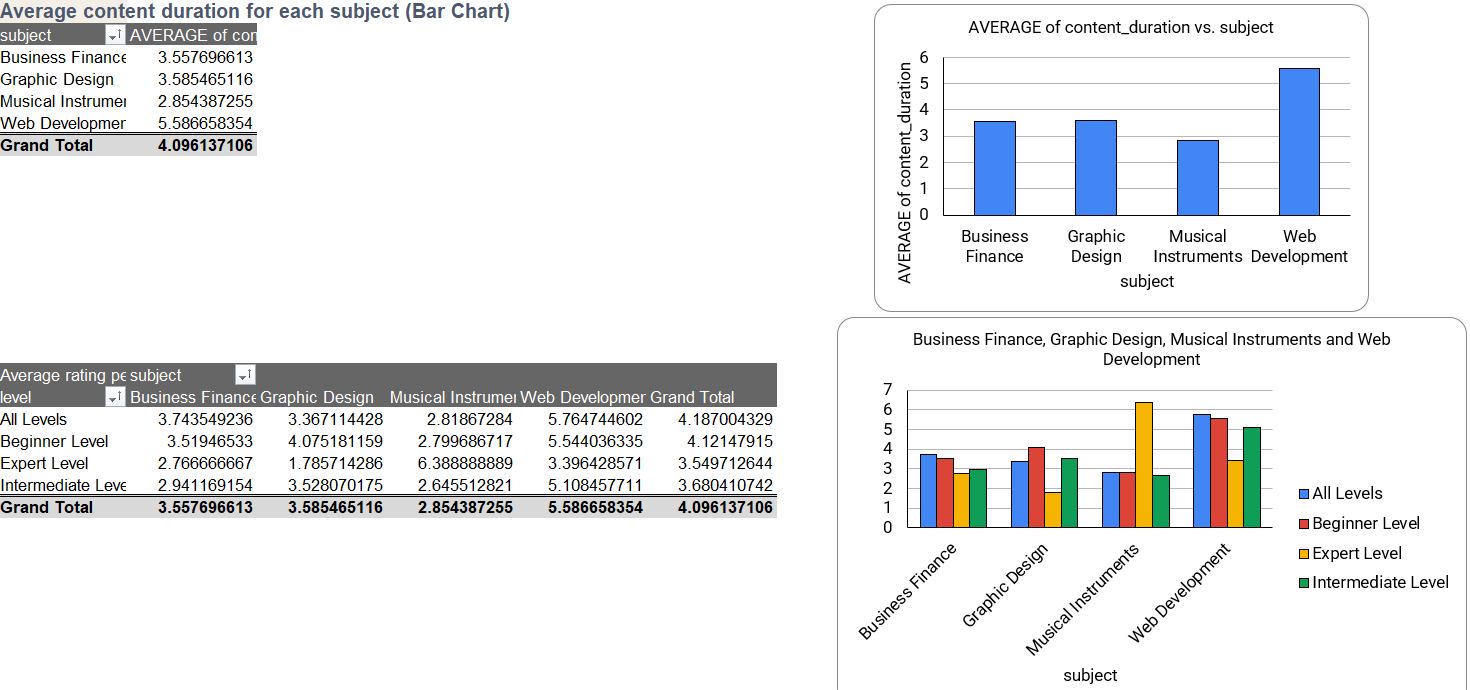 Average content duration for each subject (Bar Chart)
subject AVERAGE of con
Business Finance 3.557696613
Graphic Design 3.585465116
Musical Instrumen 2.854387255
Web Developmer 5.586658354
Grand Total 4.096137106
AVERAGE of content_duration vs. subject
AVERAGE of content_duration
6
5
4
3
2
1
0
Business Finance
Graphic Design
Musical Instruments
Web Development
subject
Average rating pe subject
level Business Finance Graphic Design Musical Instrumen Web Developmer Grand Total
All Levels 3.743549236 3.367114428 2.81867284 5.764744602 4.187004329
Beginner Level 3.51946533 4.075181159 2.799686717 5.544036335 4.12147915
Expert Level 2.766666667 1.785714286 6.388888889 3.396428571 3.549712644
Intermediate Leve 2.941169154 3.528070175 2.645512821 5.108457711 3.680410742
Grand Total 3.557696613 3.585465116 2.854387255 5.586658354 4.096137106
Business Finance, Graphic Design, Musical Instruments and Web
Development
7
6
5
4
3
2
1
0
Business Finance
Graphic Design
Musical Instruments
Web Development
subject
All Levels
Beginner Level
Expert Level
Intermediate Level